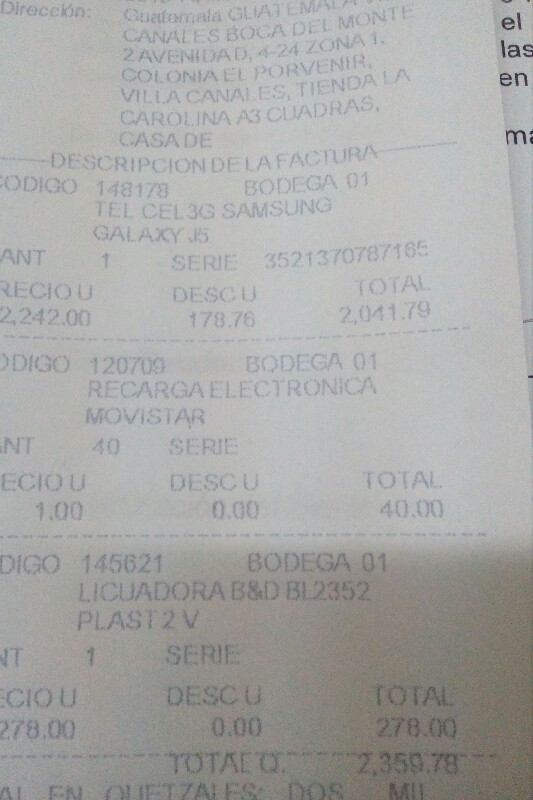 Dirección: Guatemala GUATEMALA
CANALES BOCA DEL MONTE
2 AVENIDA D, 4-24 ZONA 1,
COLONIA EL PORVENIR,
VILLA CANALES, TIENDA LA
CAROLINA A3 CUADRAS,
CASA DE
DESCRIPCION DE LA FACTURA
CODIGO 148178 BODEGA 01
TEL CEL3G SAMSUNG
GALAXY J5
ANT 1 SERIE 3521370787165
RECIO U DESC U TOTAL
2,242.00 178.76 2,041.79
ODIGO 120709 BODEGA 01
RECARGA ELECTRONICA
MOVISTAR
ANT 40 SERIE
ECIO U DESC U TOTAL
1.00 0.00 40.00
DIGO 145621 BODEGA 01
LICUADORA B&D BL2352
PLAST 2 V
NT 1 SERIE
ECIO U DESC U TOTAL
278.00 0.00 278.00
TOTAL Q. 2,359.78
AL EN QUETZALES: DOS MIL
el
las
en
ma